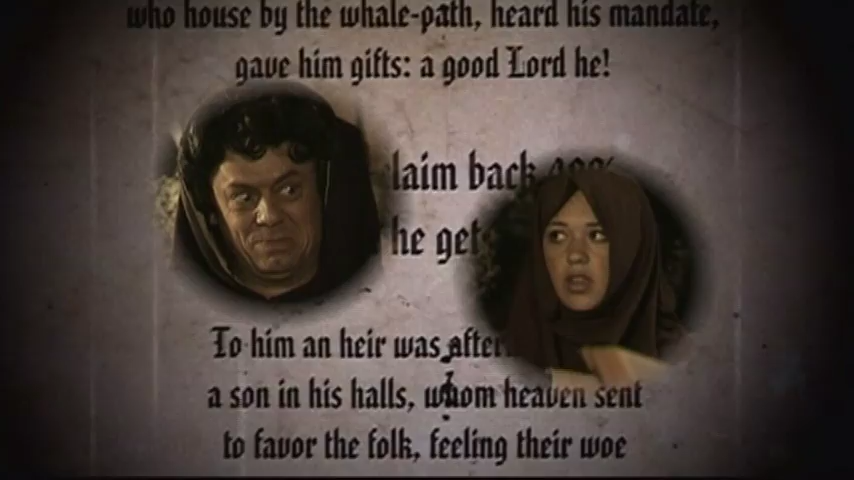 who house by the whale-path, heard his mandate,
gave him gifts: a good Lord he!
laim back
he get
To him an heir was after
a son in his halls, whom heaven sent
to favor the folk, feeling their woe